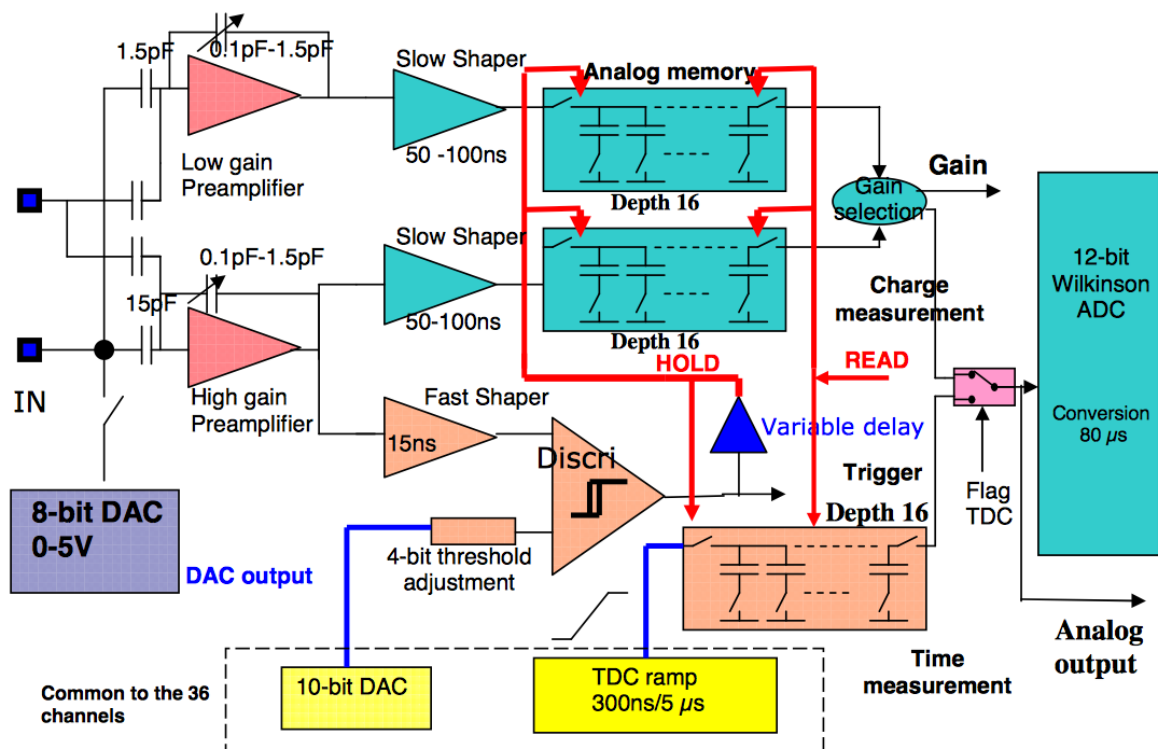 1.5pF
0.1pF-1.5pF
Slow Shaper
Analog memory
50 -100ns
Low gain
Preamplifier
Depth 16
Gain
Gain
selection
Slow Shaper
0.1pF-1.5pF
15pF
50-100ns
Depth 16
12-bit
Wilkinson
ADC
Charge
measurement
HOLD
READ
IN
High gain
Preamplifier
Fast Shaper
15ns
Variable delay
Conversion
80 µs
Discri
Trigger
Flag
TDC
Depth 16
8-bit DAC
0-5V
DAC output
4-bit threshold
adjustment
Analog
output
Time
measurement
Common to the 36
channels
10-bit DAC
TDC ramp
300ns/5 µs